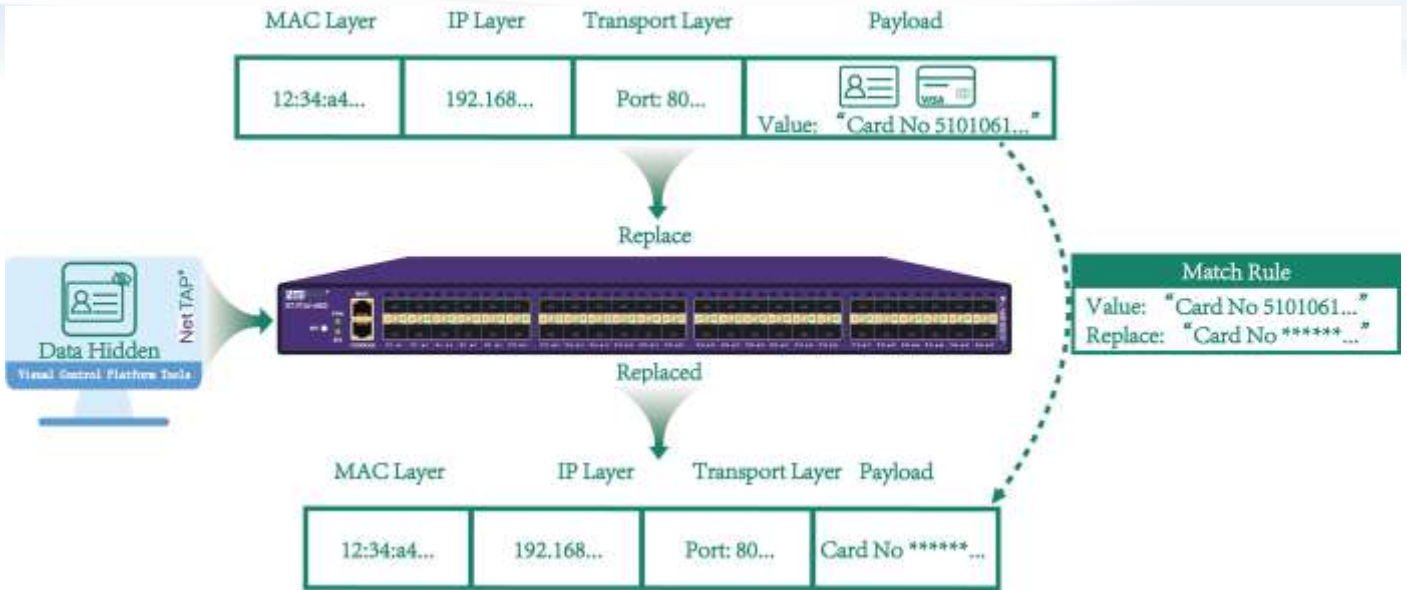 MAC Layer IP Layer Transport Layer Payload
12:34:a4... 192.168... Port: 80...
VISA
Value: "Card No 5101061..."
Replace
Net TAP®
Data Hidden
Visual Control Platform Tools
Match Rule
Value: "Card No 5101061..."
Replace: "Card No ******..."
Replaced
MAC Layer IP Layer Transport Layer Payload
12:34:a4... 192.168... Port: 80... Card No ******...